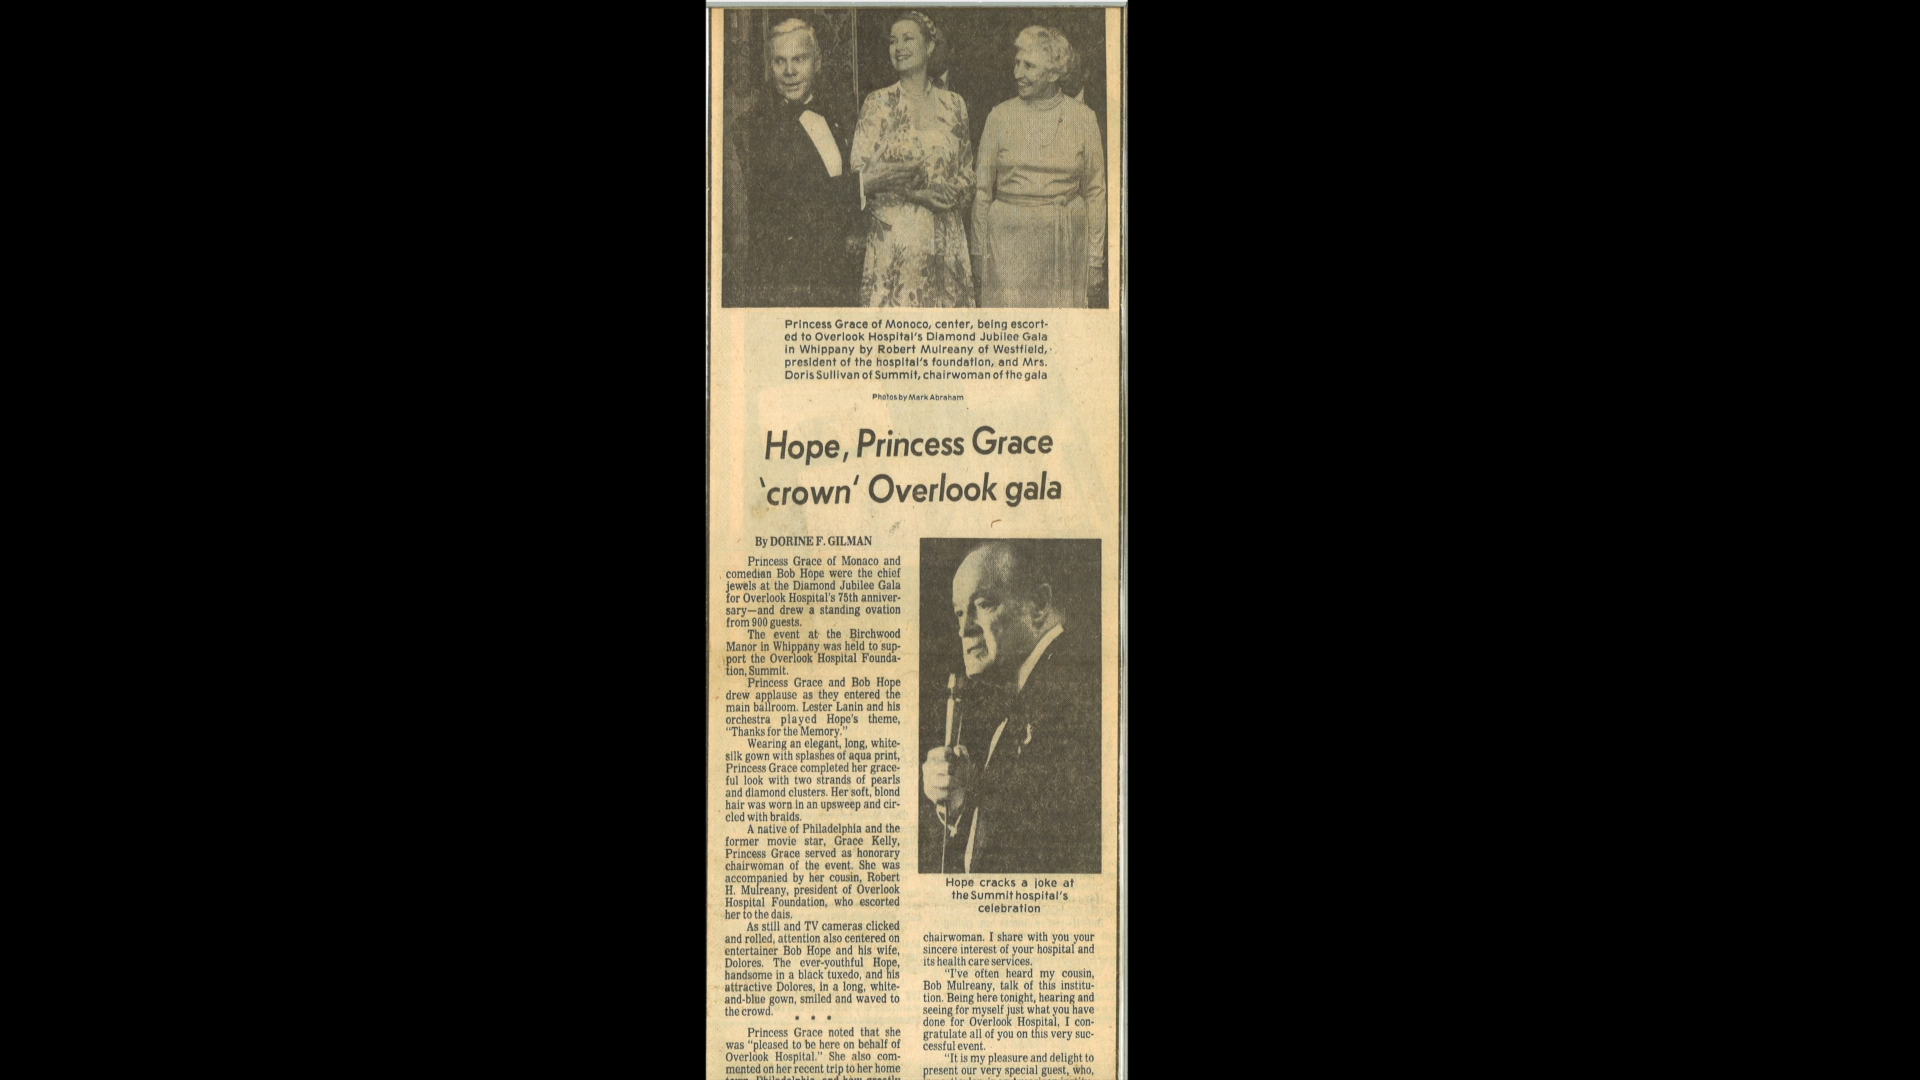 Princess Grace of Monoco, center, being escort-
ed to Overlook Hospital's Diamond Jubilee Gala
in Whippany by Robert Mulreany of Westfield,
president of the hospital's foundation, and Mrs.
Doris Sullivan of Summit, chairwoman of the gala
Photos by Mark Abraham
Hope, Princess Grace
'crown' Overlook gala
By DORINE F. GILMAN
Princess Grace of Monaco and
comedian Bob Hope were the chief
jewels at the Diamond Jubilee Gala
for Overlook Hospital's 75th anniver-
sary—and drew a standing ovation
from 900 guests.
The event at the Birchwood
Manor in Whippany was held to sup-
port the Overlook Hospital Founda-
tion, Summit.
Princess Grace and Bob Hope
drew applause as they entered the
main ballroom. Lester Lanin and his
orchestra played Hope's theme,
"Thanks for the Memory."
Wearing an elegant, long, white-
silk gown with splashes of aqua print,
Princess Grace completed her grace-
ful look with two strands of pearls
and diamond clusters. Her soft, blond
hair was worn in an upsweep and cir-
cled with braids.
A native of Philadelphia and the
former movie star, Grace Kelly,
Princess Grace served as honorary
chairwoman of the event. She was
accompanied by her cousin, Robert
H. Mulreany, president of Overlook
Hospital Foundation, who escorted
her to the dais.
As still and TV cameras clicked
and rolled, attention also centered on
entertainer Bob Hope and his wife,
Dolores. The ever-youthful Hope,
handsome in a black tuxedo, and his
attractive Dolores, in a long, white-
and-blue gown, smiled and waved to
the crowd.
• • •
Princess Grace noted that she
was "pleased to be here on behalf of
Overlook Hospital." She also com-
mented on her recent trip to her home
Hope cracks a joke at
the Summit hospital's
celebration
chairwoman. I share with you your
sincere interest of your hospital and
its health care services.
"I've often heard my cousin,
Bob Mulreany, talk of this institu-
tion. Being here tonight, hearing and
seeing for myself just what you have
done for Overlook Hospital, I con-
gratulate all of you on this very suc-
cessful event.
"It is my pleasure and delight to
present our very special guest, who,